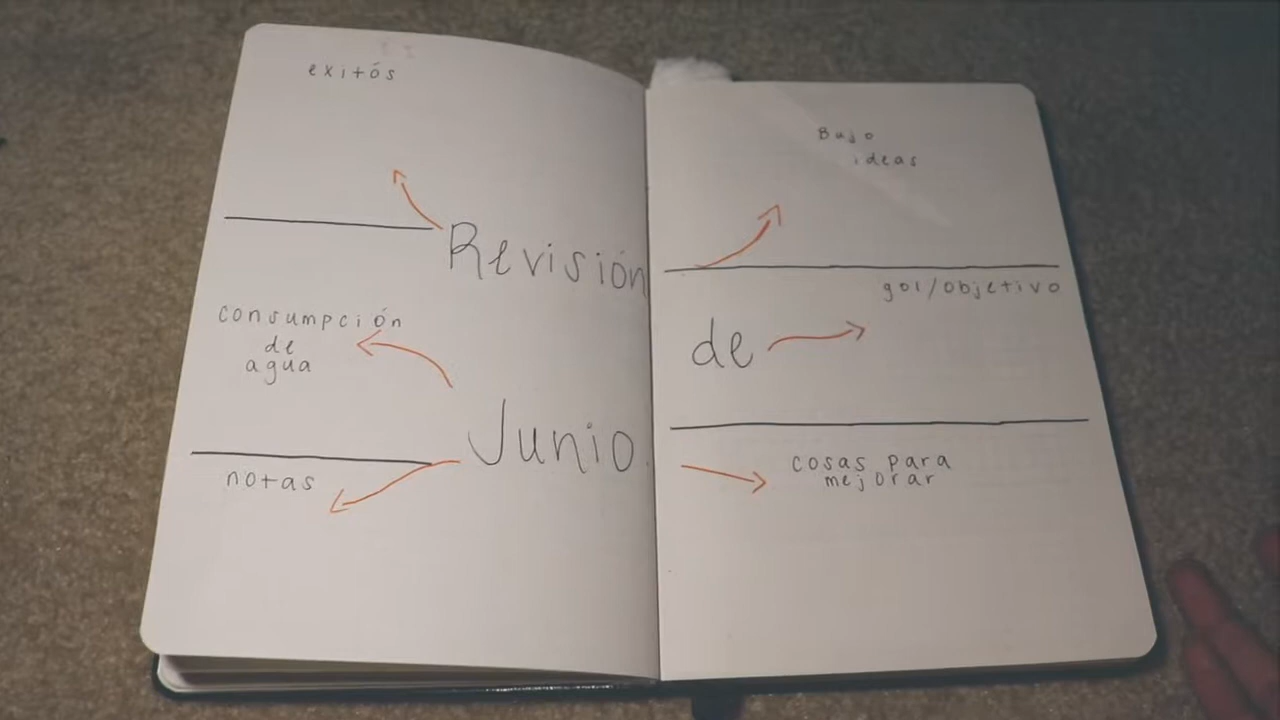 exitós
Revisión
consumpción
de
agua
Junio
notas
Bujo
ideas
gol/objetivo
de
cosas para
mejorar